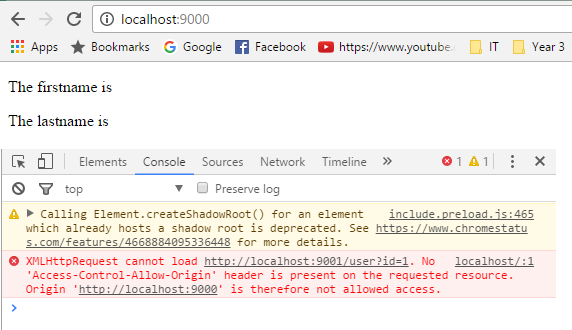 localhost:9000
Apps Bookmarks Google Facebook https://www.youtube. IT Year 3
The firstname is
The lastname is
Elements Console Sources Network Timeline » 1 1
top Preserve log
Calling Element.createShadowRoot() for an element include.preload.js:465
which already hosts a shadow root is deprecated. See https://www.chromestatu
s.com/features/4668884095336448 for more details.
XMLHttpRequest cannot load http://localhost:9001/user?id=1. No localhost/:1
'Access-Control-Allow-Origin' header is present on the requested resource.
Origin 'http://localhost:9000' is therefore not allowed access.